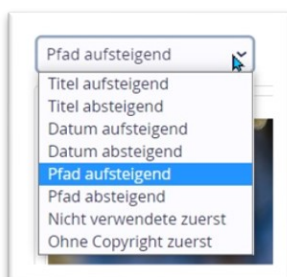 Pfad aufsteigend
Titel aufsteigend
Titel absteigend
Datum aufsteigend
Datum absteigend
Pfad aufsteigend
Pfad absteigend
Nicht verwendete zuerst
Ohne Copyright zuerst